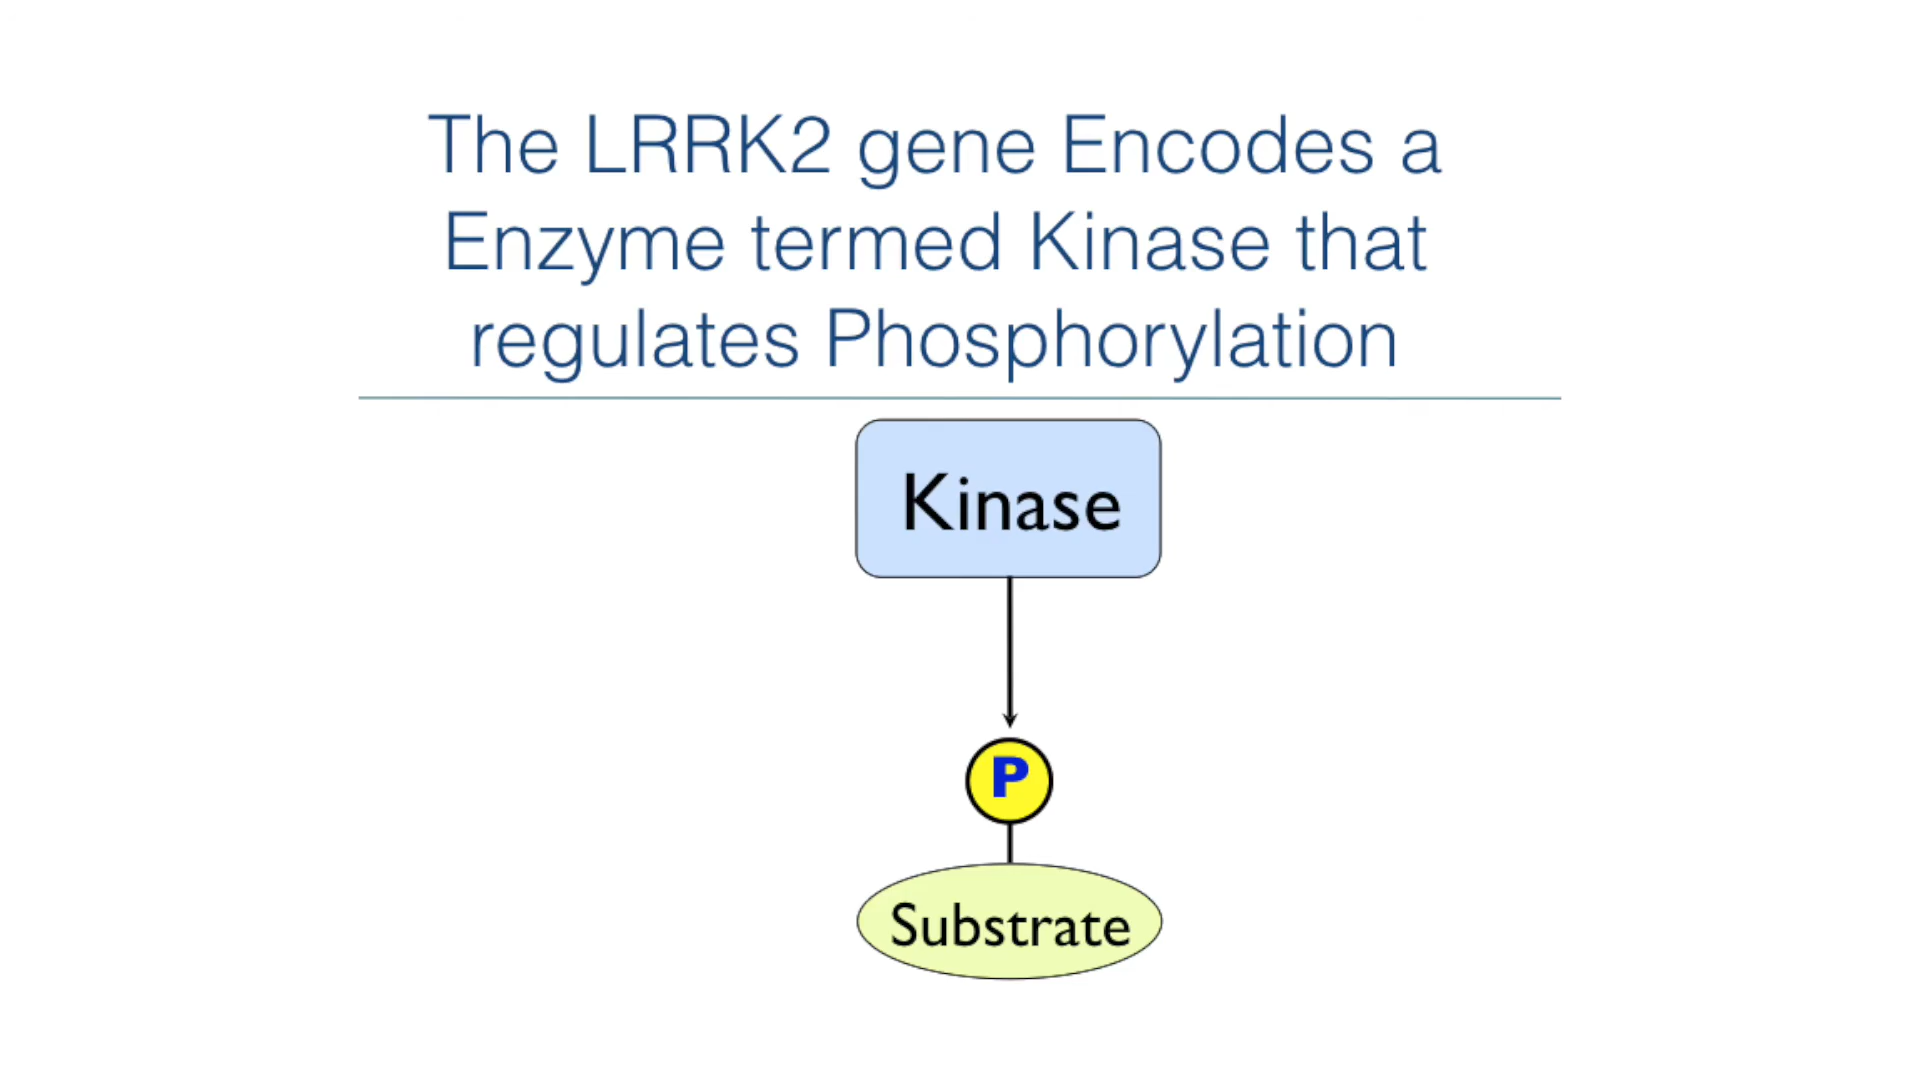 The LRRK2 gene Encodes a
Enzyme termed Kinase that
regulates Phosphorylation
Kinase
P
Substrate